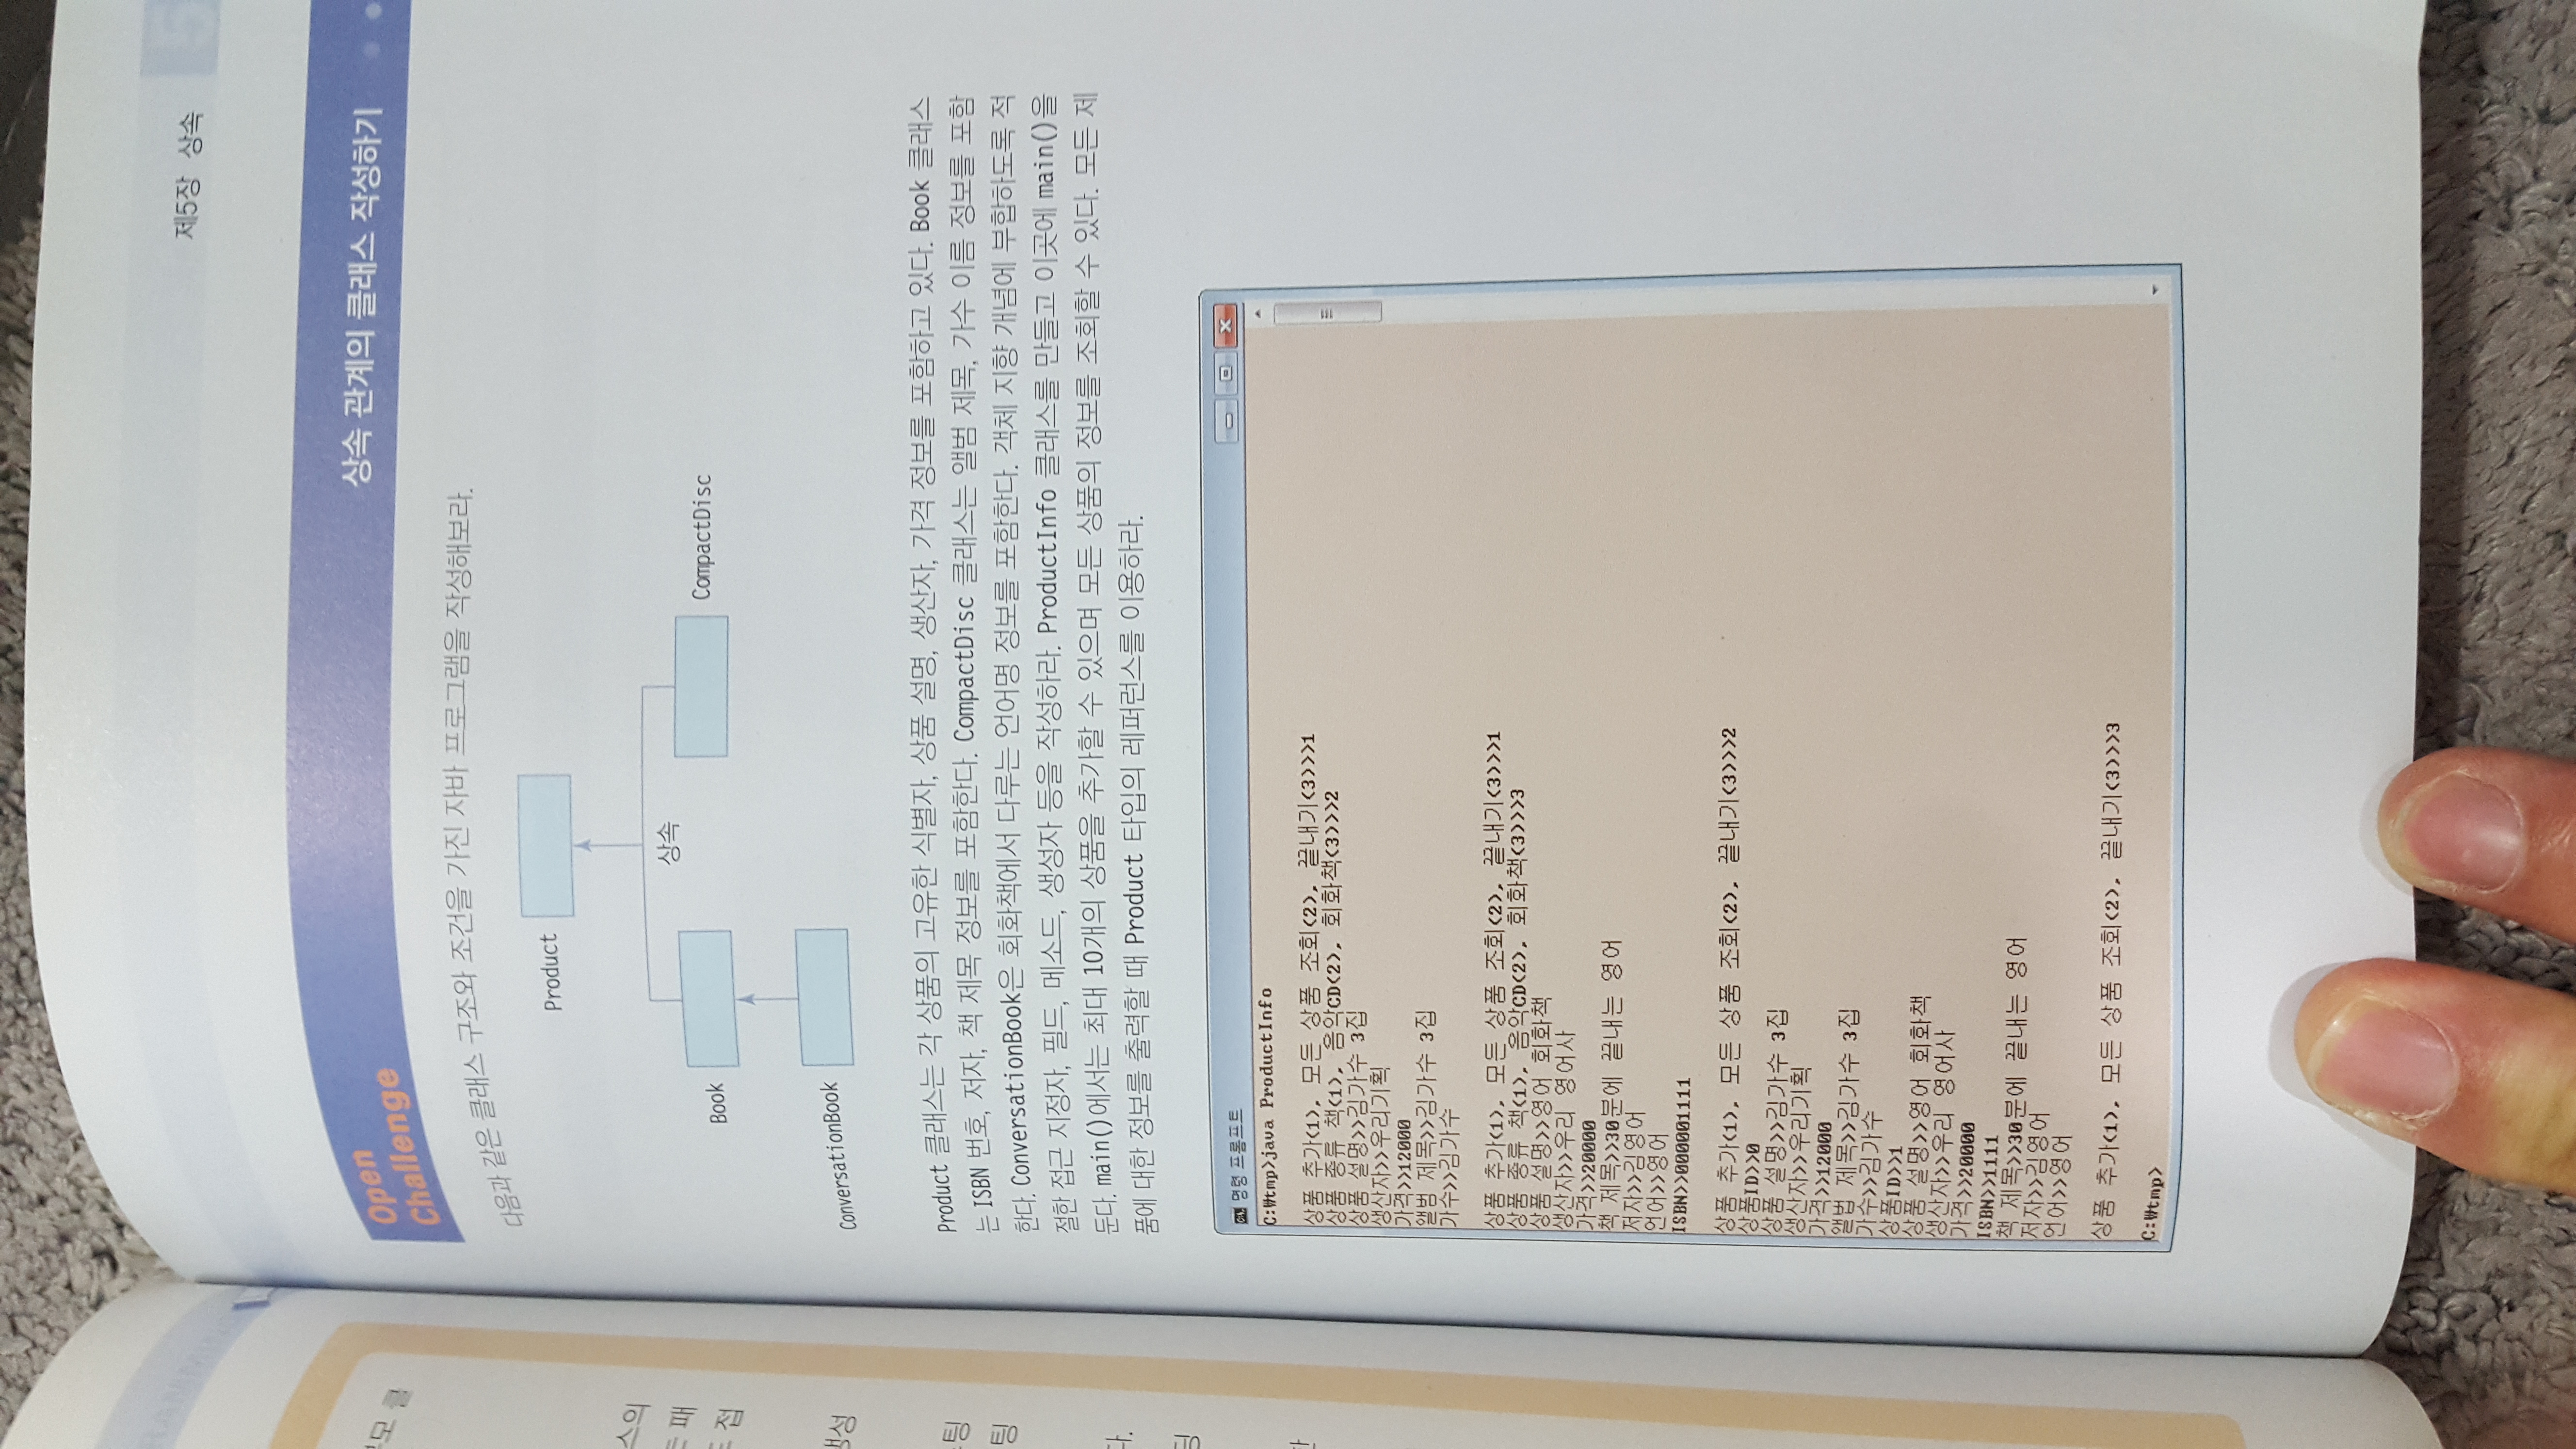 제5장 상속
Open
Challenge
상속 관계의 클래스 작성하기
다음과 같은 클래스 구조와 조건을 가진 자바 프로그램을 작성해보라.
Product
상속
Book
CompactDisc
ConversationBook
Product 클래스는 각 상품의 고유한 식별자, 상품 설명, 생산자, 가격 정보를 포함하고 있다. Book 클래스
는 ISBN 번호, 저자, 책 제목 정보를 포함한다. CompactDisc 클래스는 앨범 제목, 가수 이름 정보를 포함
한다. ConversationBook은 회화책에서 다루는 언어명 정보를 포함한다. 객체 지향 개념에 부합하도록 적
절한 접근 지정자, 필드, 메소드, 생성자 등을 작성하라. ProductInfo 클래스를 만들고 이곳에 main()을
둔다. main()에서는 최대 10개의 상품을 추가할 수 있으며 모든 상품의 정보를 조회할 수 있다. 모든 제
품에 대한 정보를 출력할 때 Product 타입의 레퍼런스를 이용하라.
명령 프롬프트
C:₩tmp>java ProductInfo
상품 추가(1), 모든 상품 조회(2), 끝내기(3)>>1
상품 종류 책(1), 음악CD(2), 회화책(3)>>2
상품 설명>>김가수 3집
생산자>>우리기획
가격>>12000
앨범 제목>>김가수 3집
가수>>김가수
상품 추가(1), 모든 상품 조회(2), 끝내기(3)>>1
상품 종류 책(1), 음악CD(2), 회화책(3)>>3
상품 설명>>영어 회화책
생산자>>우리 영어사
가격>>20000
책 제목>>30분에 끝내는 영어
저자>>김영어
언어>>영어
ISBN>>000001111
상품 추가(1), 모든 상품 조회(2), 끝내기(3)>>2
상품ID>>0
상품 설명>>김가수 3집
생산자>>우리기획
가격>>12000
앨법 제목>>김가수 3집
가수>>김가수
상품ID>>1
상품 설명>>영어 회화책
생산자>>우리 영어사
가격>>20000
ISBN>>1111
책 제목>>30분에 끝내는 영어
저자>>김영어
언어>>영어
상품 추가(1), 모든 상품 조회(2), 끝내기(3)>>3
C:₩tmp>